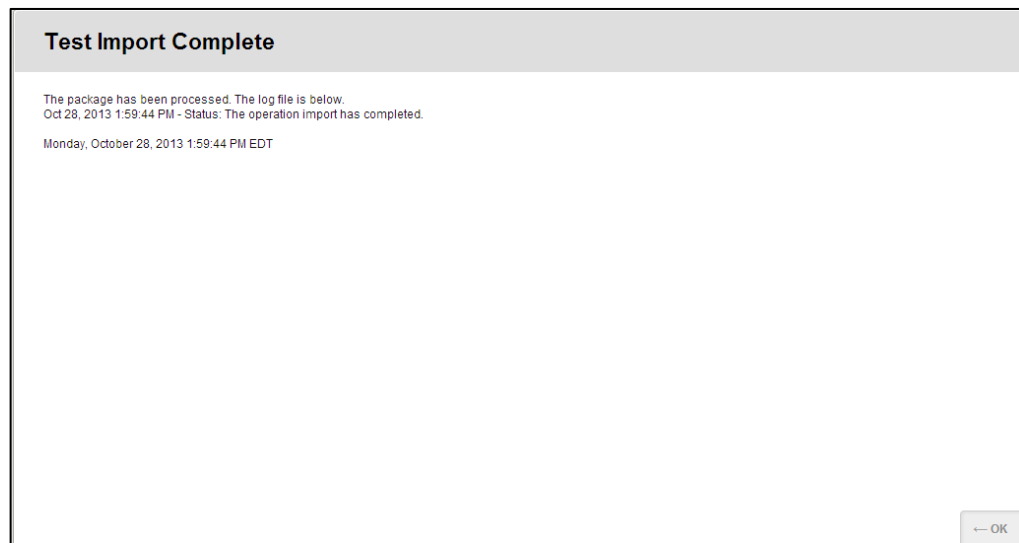 Test Import Complete
The package has been processed. The log file is below.
Oct 28, 2013 1:59:44 PM - Status: The operation import has completed.
Monday, October 28, 2013 1:59:44 PM EDT
← OK